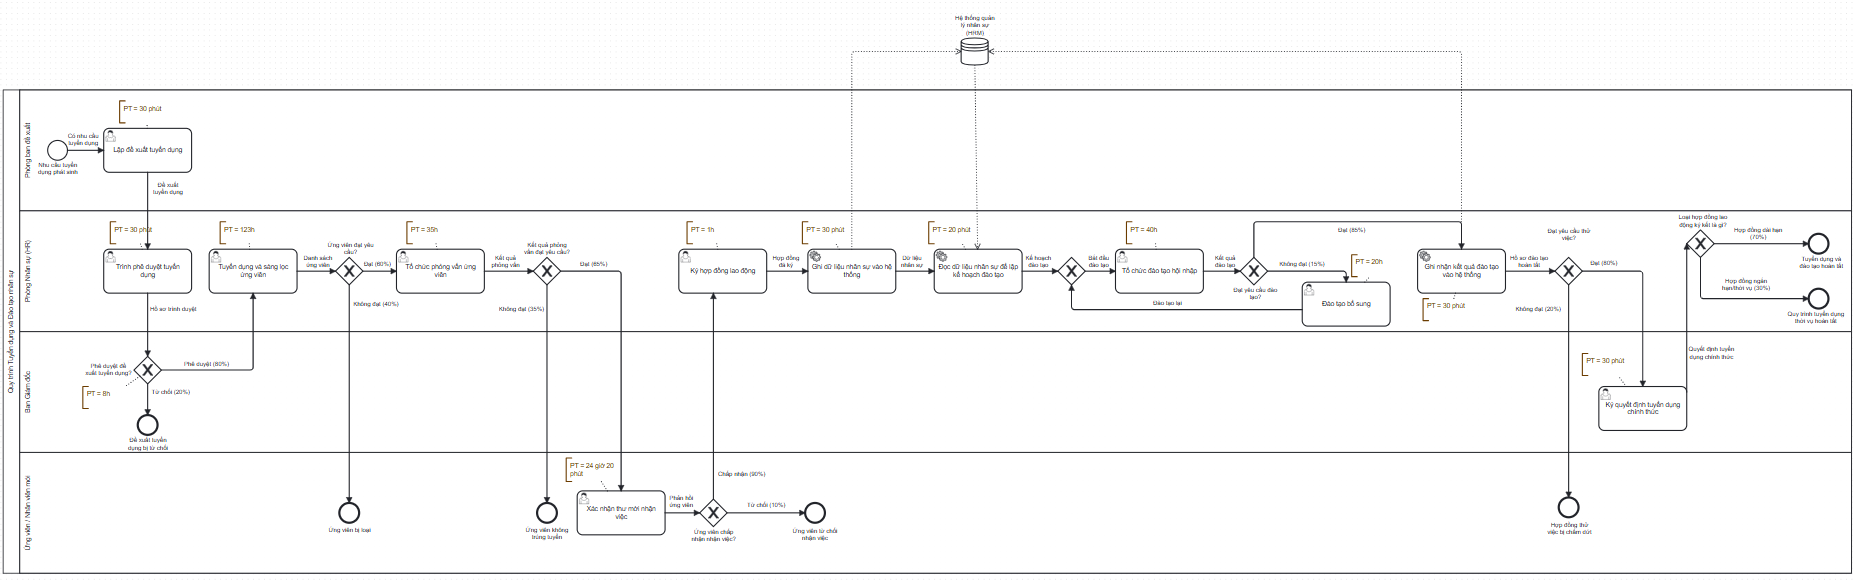 Hệ thống quản
lý nhân sự
(HRM)
Quy trình Tuyển dụng và Đào tạo nhân sự
Phòng ban đề xuất
PT = 30 phút
Có nhu cầu
tuyển dụng
Lập đề xuất tuyển dụng
Nhu cầu tuyển
dụng phát sinh
Đề xuất
tuyển dụng
Phòng Nhân sự (HR)
PT = 30 phút
Trình phê duyệt tuyển
dụng
Hồ sơ trình duyệt
PT = 123h
Tuyển dụng và sàng lọc
ứng viên
Danh sách
ứng viên
Ứng viên đạt yêu
cầu?
Đạt (60%)
Không đạt (40%)
PT = 35h
Tổ chức phỏng vấn ứng
viên
Kết quả
phỏng vấn
Kết quả phỏng
vấn đạt yêu cầu?
Đạt (65%)
Không đạt (35%)
PT = 1h
Ký hợp đồng lao động
Hợp đồng
đã ký
PT = 30 phút
Ghi dữ liệu nhân sự vào hệ
thống
Dữ liệu
nhân sự
PT = 20 phút
Đọc dữ liệu nhân sự để lập
kế hoạch đào tạo
Kế hoạch
đào tạo
Bắt đầu
đào tạo
PT = 40h
Tổ chức đào tạo hội nhập
Kết quả
đào tạo
Đạt yêu cầu đào
tạo?
Đạt (85%)
Không đạt (15%)
PT = 20h
Đào tạo bổ sung
Đào tạo lại
Ghi nhận kết quả đào tạo
vào hệ thống
PT = 30 phút
Hồ sơ đào tạo
hoàn tất
Đạt yêu cầu thử
việc?
Đạt (80%)
Không đạt (20%)
Loại hợp đồng lao
động ký kết là gì?
Hợp đồng dài hạn
(70%)
Tuyển dụng và
đào tạo hoàn tất
Hợp đồng ngắn
hạn/thời vụ (30%)
Quy trình tuyển dụng
thời vụ hoàn tất
Ban Giám đốc
Phê duyệt đề
xuất tuyển dụng?
Phê duyệt (80%)
PT = 8h
Từ chối (20%)
Đề xuất tuyển
dụng bị từ chối
PT = 30 phút
Ký quyết định tuyển dụng
chính thức
Quyết định tuyển
dụng chính thức
Ứng viên / Nhân viên mới
Ứng viên bị loại
Ứng viên không
trúng tuyển
PT = 24 giờ 20
phút
Xác nhận thư mời nhận
việc
Phản hồi
ứng viên
Chấp nhận (90%)
Ứng viên chấp
nhận nhận việc?
Từ chối (10%)
Ứng viên từ chối
nhận việc
Hợp đồng thử
việc bị chấm dứt